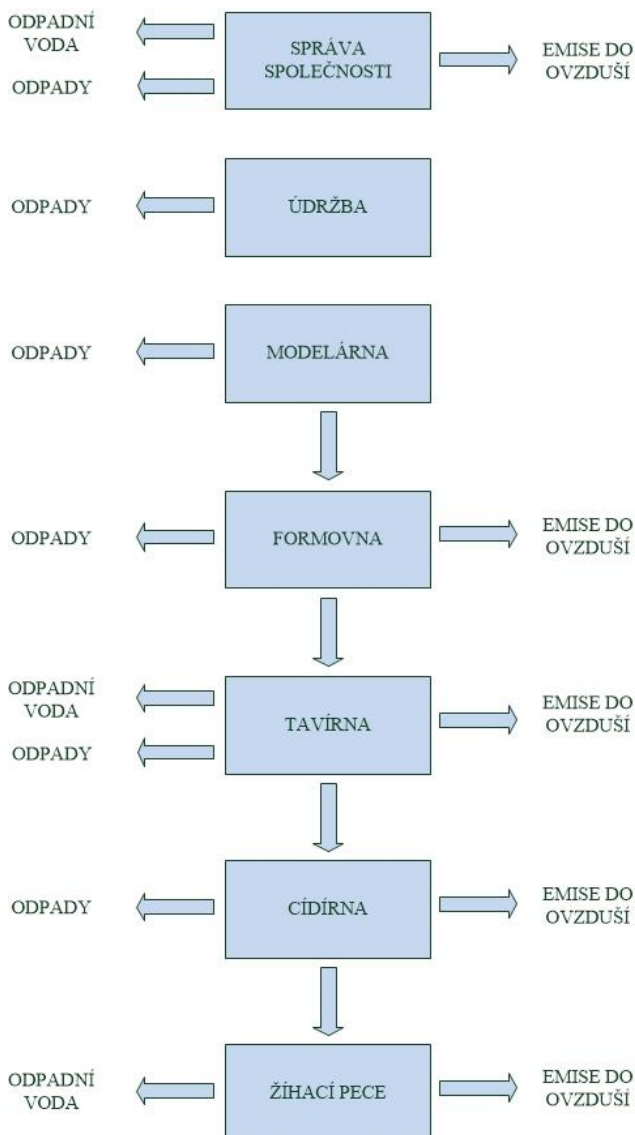 ODPADNÍ
VODA
ODPADY
SPRÁVA
SPOLEČNOSTI
EMISE DO
OVZDUŠÍ
ODPADY
ÚDRŽBA
ODPADY
MODELÁRNA
ODPADY
FORMOVNA
EMISE DO
OVZDUŠÍ
ODPADNÍ
VODA
ODPADY
TAVÍRNA
EMISE DO
OVZDUŠÍ
ODPADY
CÍDÍRNA
EMISE DO
OVZDUŠÍ
ODPADNÍ
VODA
ŽÍHACÍ PECE
EMISE DO
OVZDUŠÍ